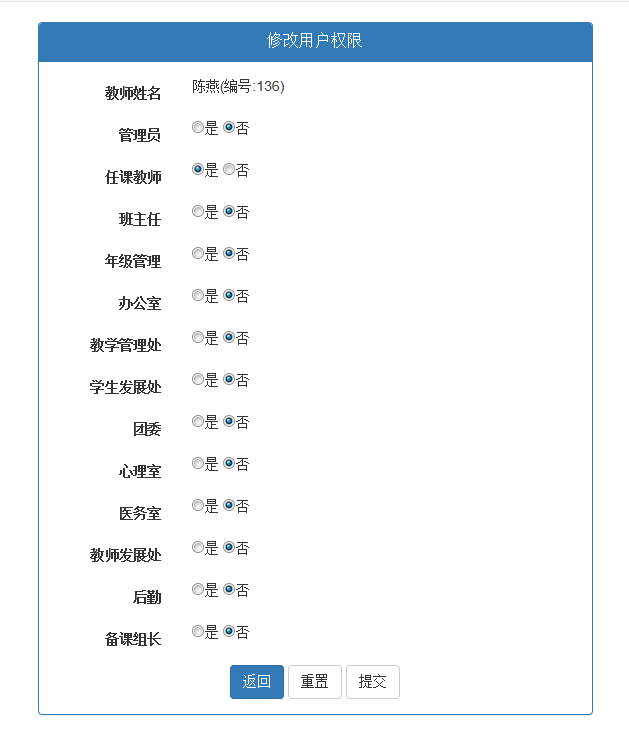 修改用户权限
教师姓名 陈燕(编号:136)
管理员 是 否
任课教师 是 否
班主任 是 否
年级管理 是 否
办公室 是 否
教学管理处 是 否
学生发展处 是 否
团委 是 否
心理室 是 否
医务室 是 否
教师发展处 是 否
后勤 是 否
备课组长 是 否
返回 重置 提交